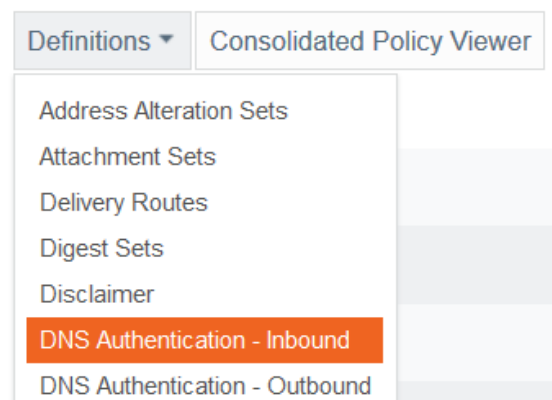 Definitions Consolidated Policy Viewer
Address Alteration Sets
Attachment Sets
Delivery Routes
Digest Sets
Disclaimer
DNS Authentication - Inbound
DNS Authentication - Outbound